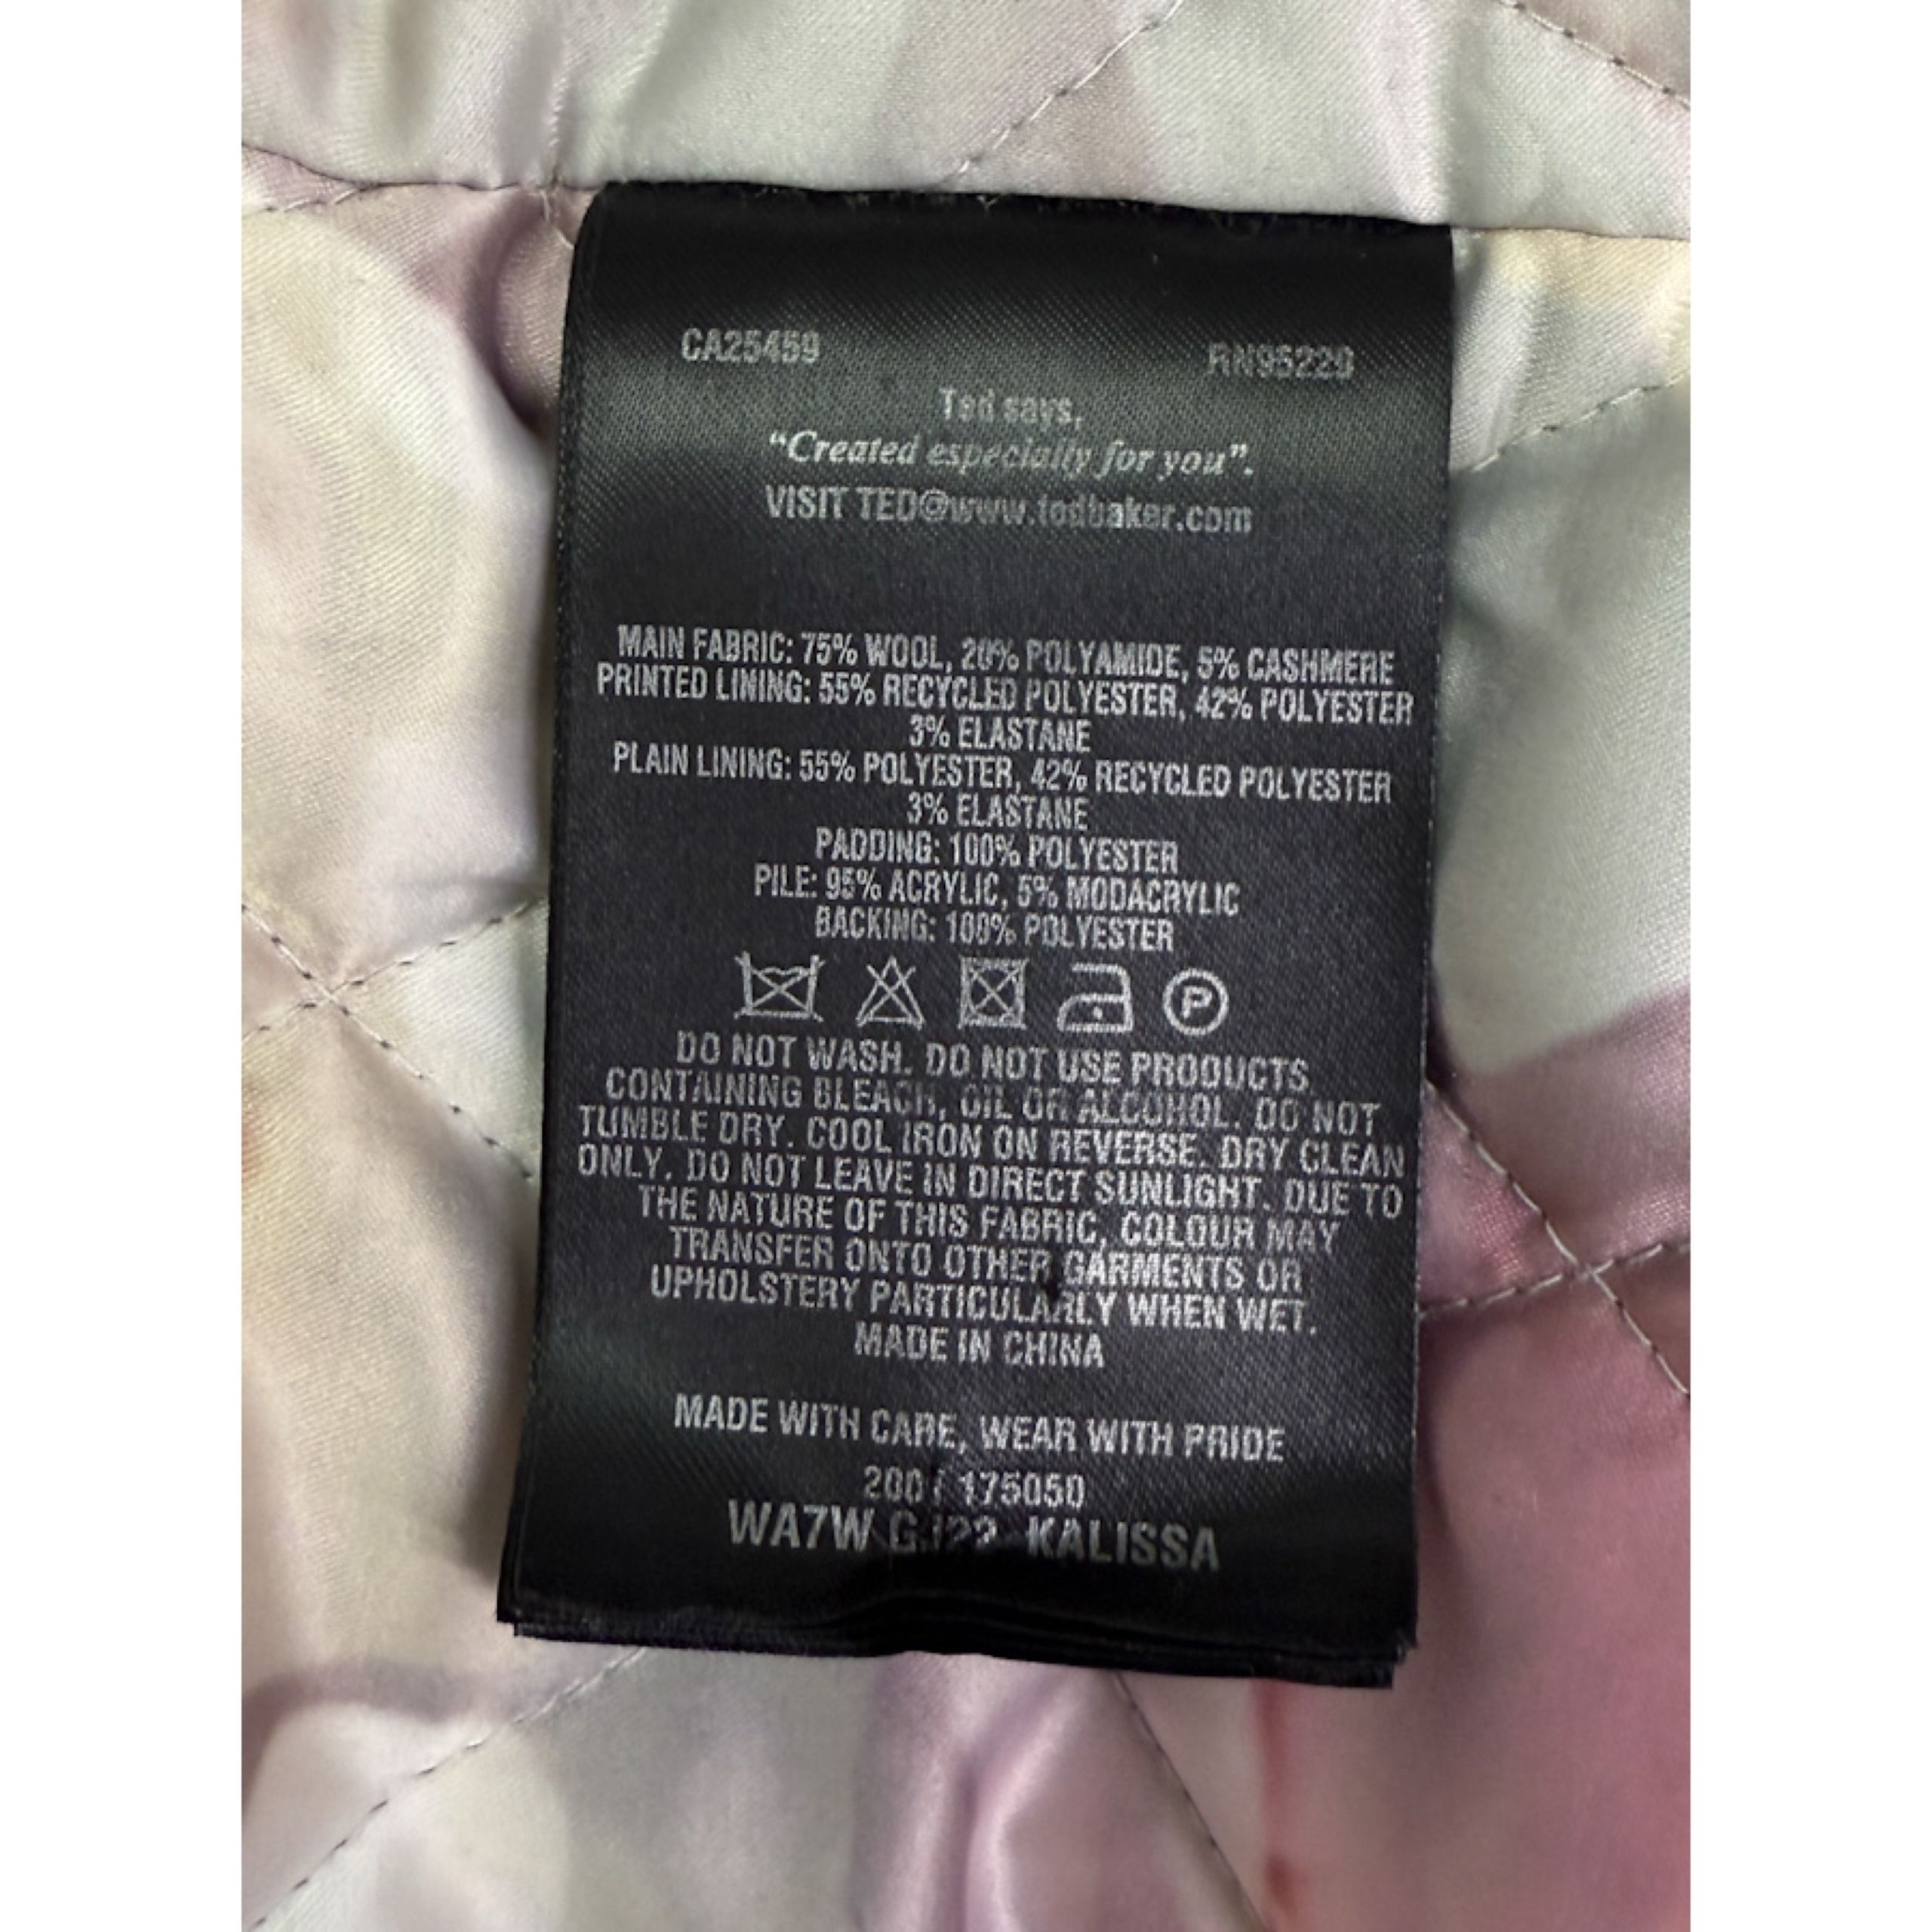 CA25459 RN95229
Ted says,
"Created especially for you".
VISIT TED@www.tedbaker.com
MAIN FABRIC: 75% WOOL, 20% POLYAMIDE, 5% CASHMERE
PRINTED LINING: 55% RECYCLED POLYESTER, 42% POLYESTER
3% ELASTANE
PLAIN LINING: 55% POLYESTER, 42% RECYCLED POLYESTER
3% ELASTANE
PADDING: 100% POLYESTER
PILE: 95% ACRYLIC, 5% MODACRYLIC
BACKING: 100% POLYESTER
P
DO NOT WASH. DO NOT USE PRODUCTS
CONTAINING BLEACH, OIL OR ALCOHOL. DO NOT
TUMBLE DRY. COOL IRON ON REVERSE. DRY CLEAN
ONLY. DO NOT LEAVE IN DIRECT SUNLIGHT. DUE TO
THE NATURE OF THIS FABRIC, COLOUR MAY
TRANSFER ONTO OTHER GARMENTS OR
UPHOLSTERY PARTICULARLY WHEN WET.
MADE IN CHINA
MADE WITH CARE, WEAR WITH PRIDE
200 / 175050
WA7W KALISSA